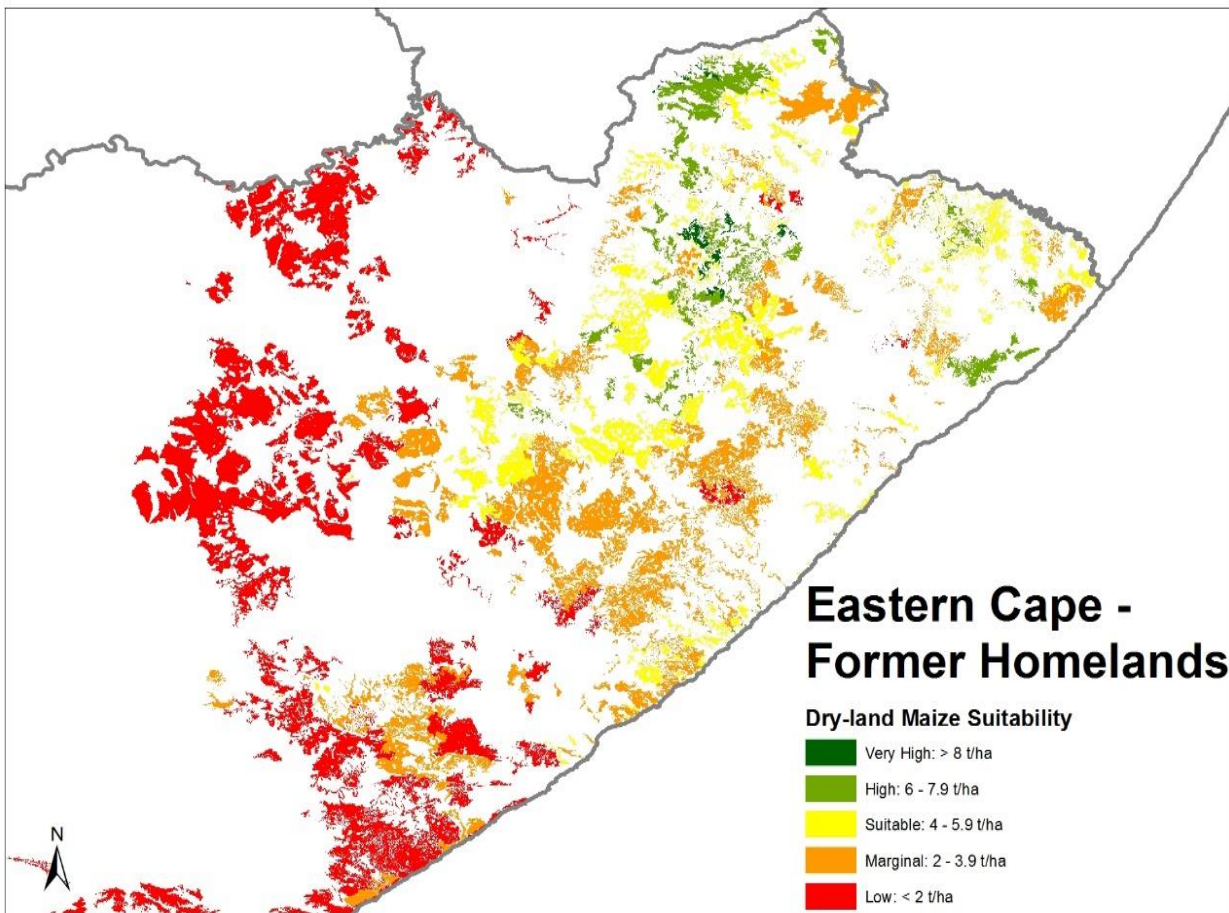 Eastern Cape -
Former Homelands
Dry-land Maize Suitability
Very High: > 8 t/ha
High: 6 - 7.9 t/ha
Suitable: 4 - 5.9 t/ha
Marginal: 2 - 3.9 t/ha
Low: < 2 t/ha
N